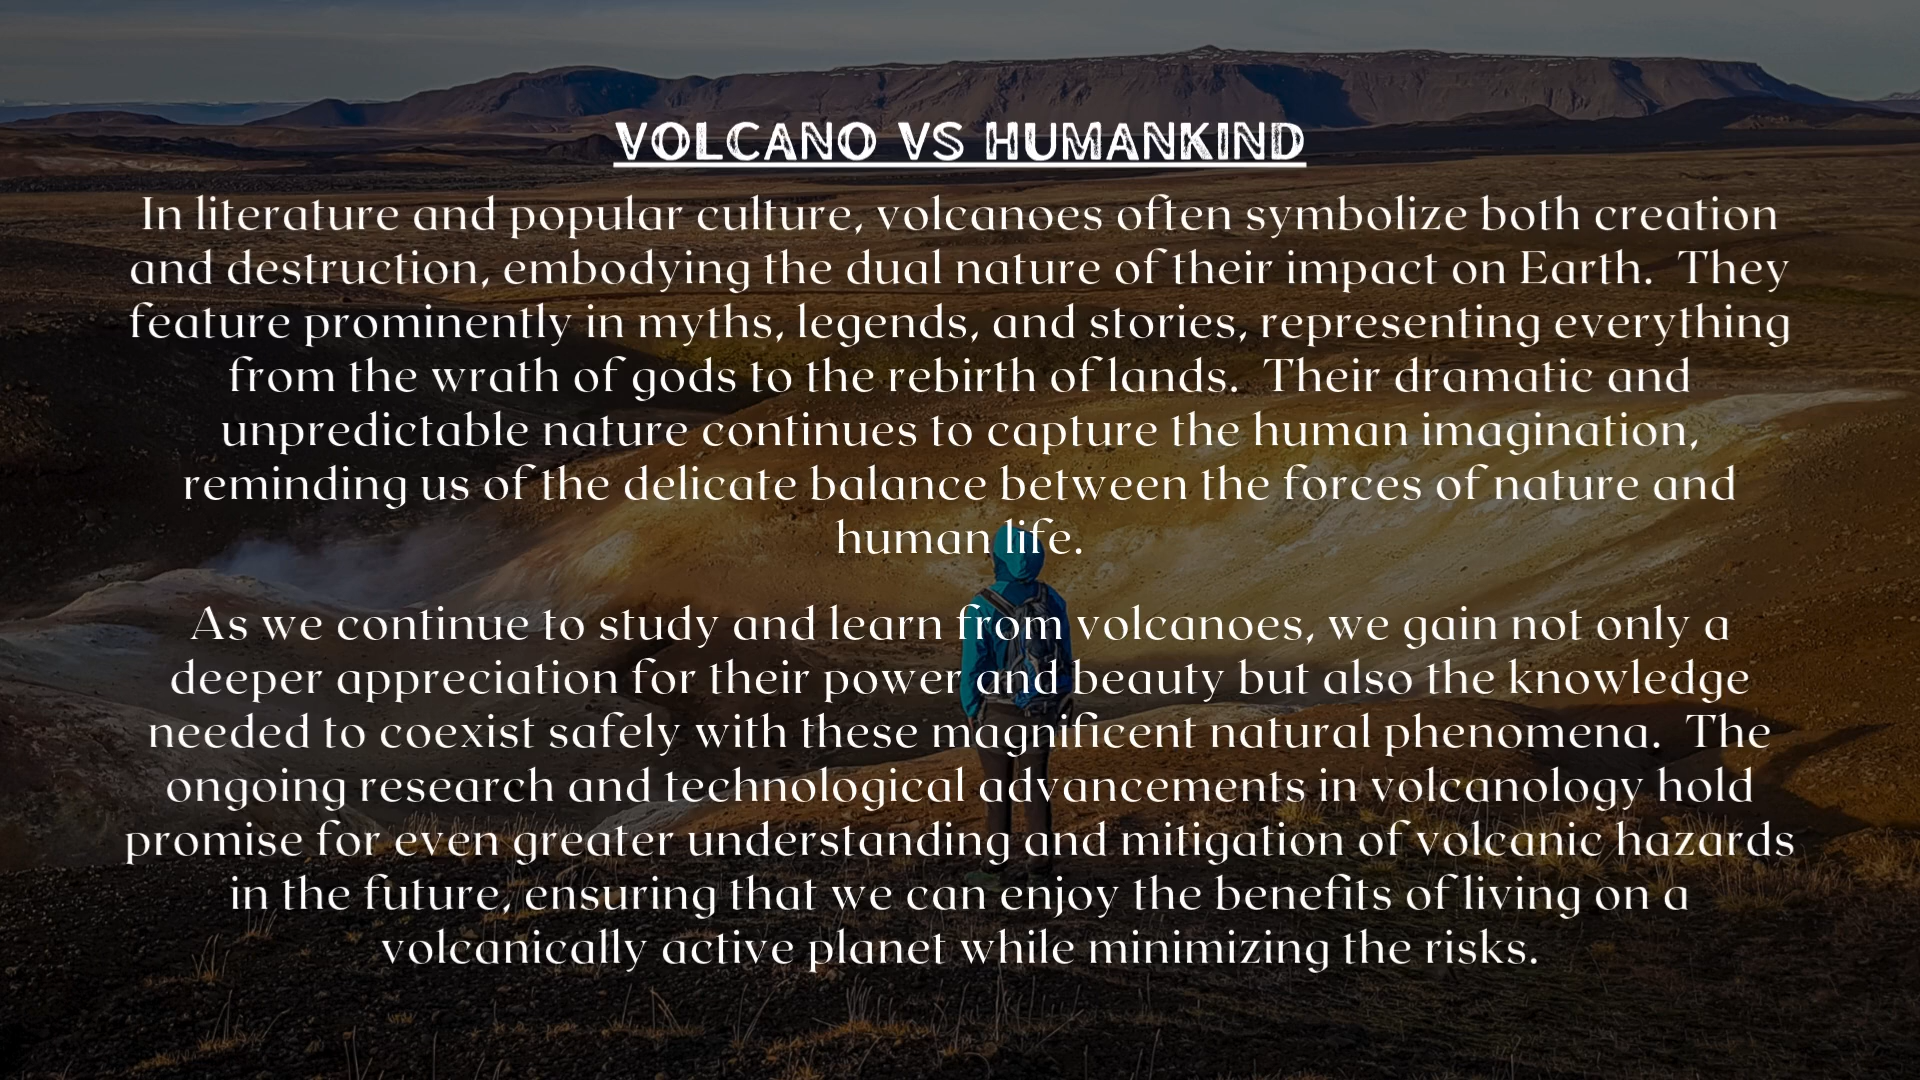 VOLCANO VS HUMANKIND
In literature and popular culture, volcanoes often symbolize both creation
and destruction, embodying the dual nature of their impact on Earth.  They
feature prominently in myths, legends, and stories, representing everything
from the wrath of gods to the rebirth of lands.  Their dramatic and
unpredictable nature continues to capture the human imagination,
reminding us of the delicate balance between the forces of nature and
human life.
As we continue to study and learn from volcanoes, we gain not only a
deeper appreciation for their power and beauty but also the knowledge
needed to coexist safely with these magnificent natural phenomena.  The
ongoing research and technological advancements in volcanology hold
promise for even greater understanding and mitigation of volcanic hazards
in the future, ensuring that we can enjoy the benefits of living on a
volcanically active planet while minimizing the risks.